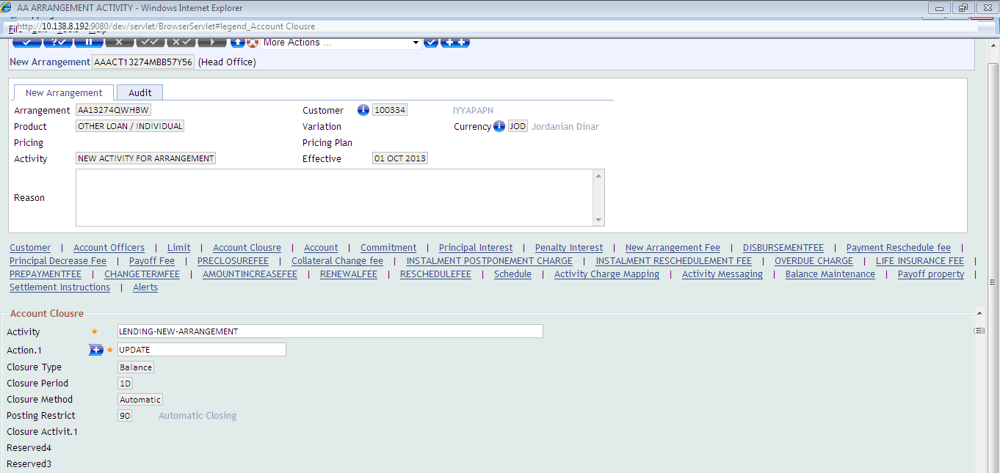 AA ARRANGEMENT ACTIVITY - Windows Internet Explorer
http://10.138.8.192:9080/dev/servlet/BrowserServlet#legend_Account Clousre
More Actions ...
New Arrangement AAACT13274MBB57Y56 (Head Office)
New Arrangement Audit
Arrangement AA13274QWHBW Customer 100334 IYYAPAPN
Product OTHER LOAN / INDIVIDUAL Variation Currency JOD Jordanian Dinar
Pricing Pricing Plan
Activity NEW ACTIVITY FOR ARRANGEMENT Effective 01 OCT 2013
Reason
Customer | Account Officers | Limit | Account Clousre | Account | Commitment | Principal Interest | Penalty Interest | New Arrangement Fee | DISBURSEMENTFEE | Payment Reschedule fee |
Principal Decrease Fee | Payoff Fee | PRECLOSUREFEE | Collateral Change fee | INSTALMENT POSTPONEMENT CHARGE | INSTALMENT RESCHEDULEMENT FEE | OVERDUE CHARGE | LIFE INSURANCE FEE |
PREPAYMENTFEE | CHANGETERMFEE | AMOUNTINCREASEFEE | RENEWALFEE | RESCHEDULEFEE | Schedule | Activity Charge Mapping | Activity Messaging | Balance Maintenance | Payoff property |
Settlement Instructions | Alerts
Account Clousre
Activity * LENDING-NEW-ARRANGEMENT
Action.1 * UPDATE
Closure Type Balance
Closure Period 1D
Closure Method Automatic
Posting Restrict 90 Automatic Closing
Closure Activit.1
Reserved4
Reserved3